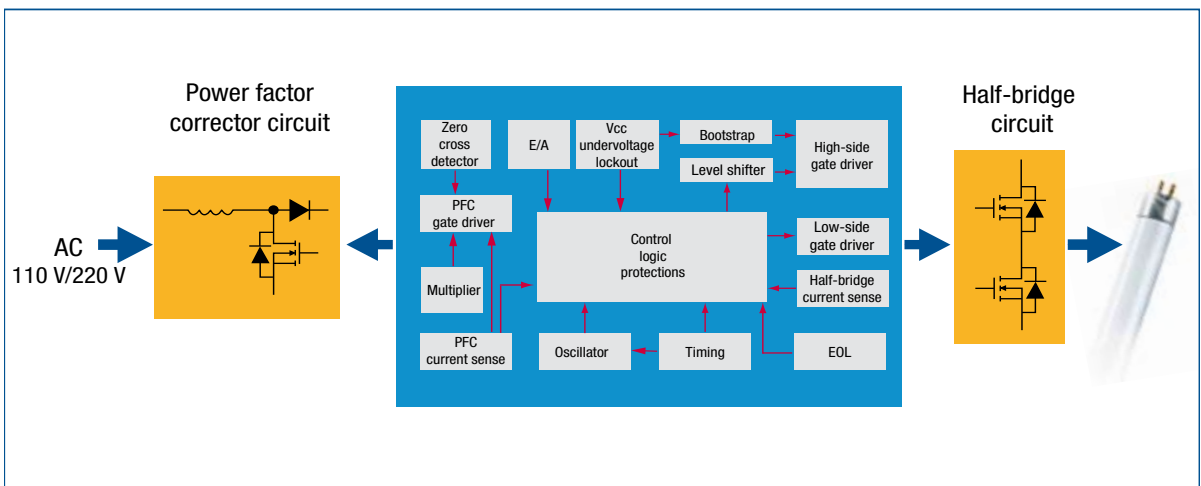 Power factor
corrector circuit
AC
110 V/220 V
Zero
cross
detector
E/A
Vcc
undervoltage
lockout
Bootstrap
Level shifter
High-side
gate driver
PFC
gate driver
Control
logic
protections
Low-side
gate driver
Multiplier
Half-bridge
current sense
PFC
current sense
Oscillator
Timing
EOL
Half-bridge
circuit